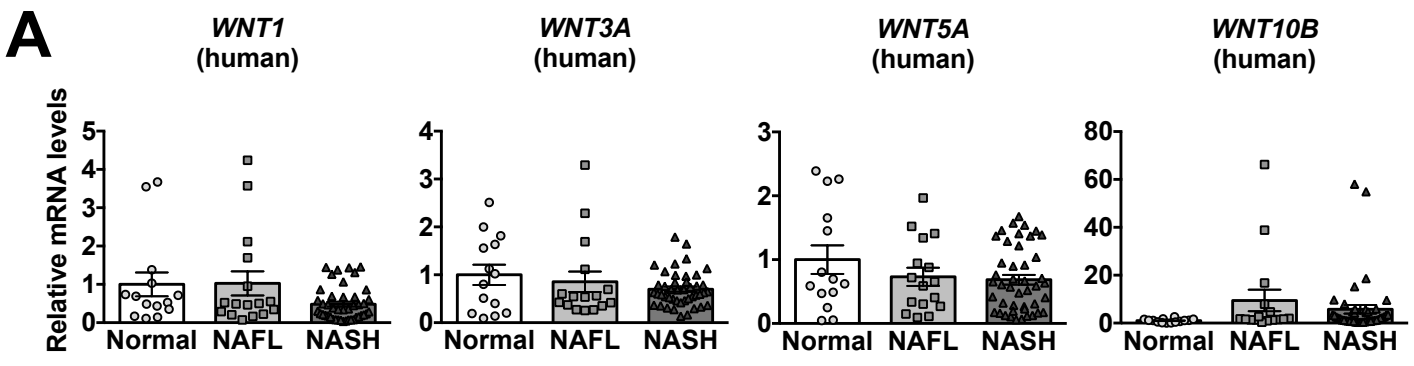 A
WNT1
(human)
WNT3A
(human)
WNT5A
(human)
WNT10B
(human)
Relative mRNA levels
5
4
3
2
1
0
Normal NAFL NASH
4
3
2
1
0
Normal NAFL NASH
3
2
1
0
Normal NAFL NASH
80
60
40
20
0
Normal NAFL NASH